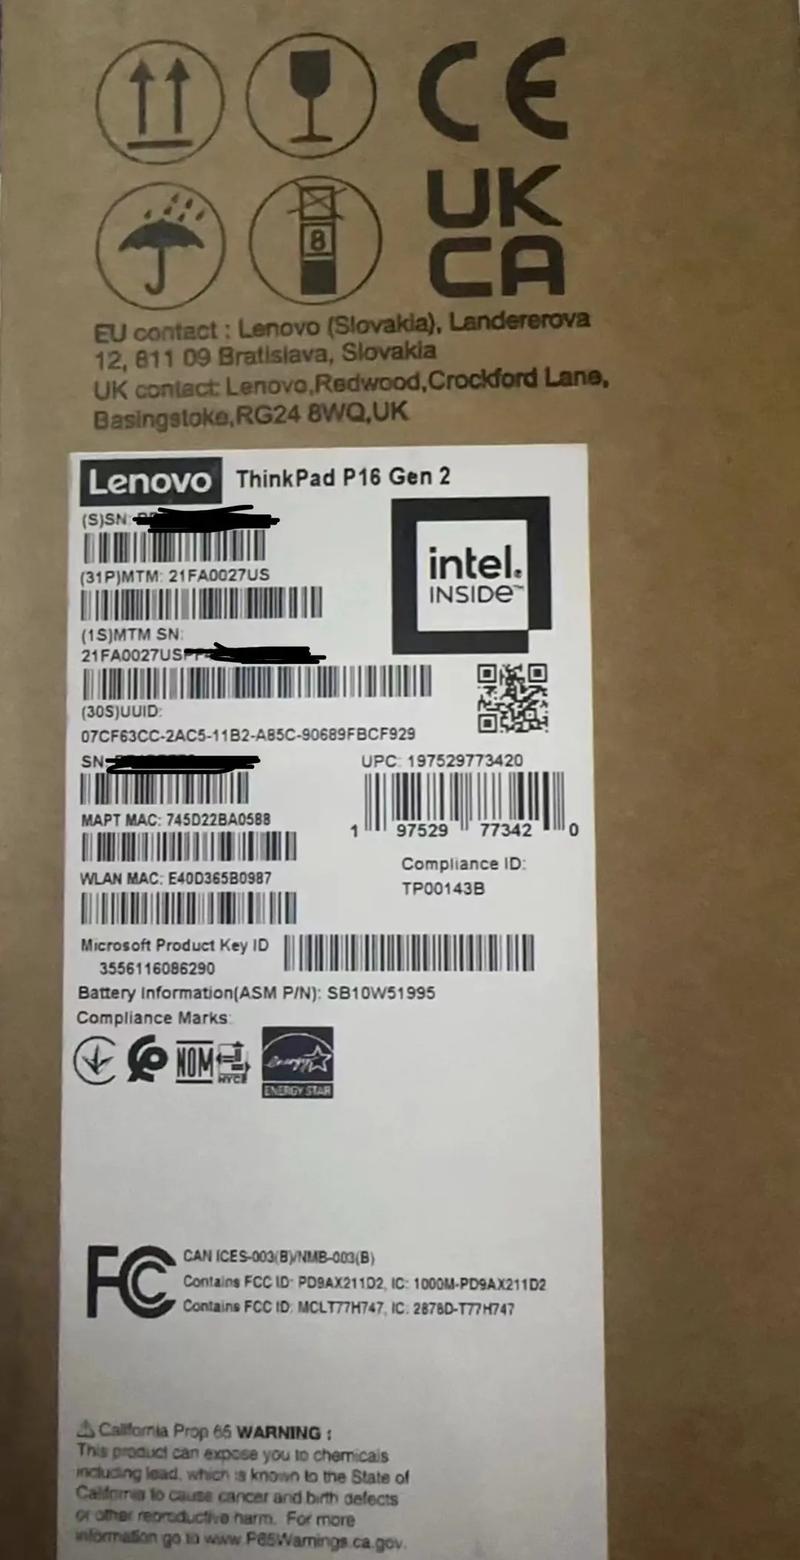 CE
UK
CA
8
EU contact : Lenovo (Slovakia), Landererova
12, 811 09 Bratislava, Slovakia
UK contact: Lenovo,Redwood,Crockford Lane,
Basingstoke,RG24 8WQ,UK
Lenovo ThinkPad P16 Gen 2
(S)SN:
(31P)MTM: 21FA0027US
intel.
INSIDE™
(1S)MTM SN:
21FA0027US
(30S)UUID:
07CF63CC-2AC5-11B2-A85C-90689FBCF929
SN
UPC: 197529773420
1 97529 77342 0
MAPT MAC: 745D22BA0588
WLAN MAC: E40D365B0987
Compliance ID:
TP00143B
Microsoft Product Key ID
3556116086290
Battery Information(ASM P/N): SB10W51995
Compliance Marks:
NOM NYCE energy ENERGY STAR
FC
CAN ICES-003(B)/NMB-003(B)
Contains FCC ID: PD9AX211D2, IC: 1000M-PD9AX211D2
Contains FCC ID: MCLT77H747, IC: 2878D-T77H747
California Prop 65 WARNING :
This product can expose you to chemicals
including lead, which is known to the State of
California to cause cancer and birth defects
or other reproductive harm. For more
information go to www.P65Warnings.ca.gov.